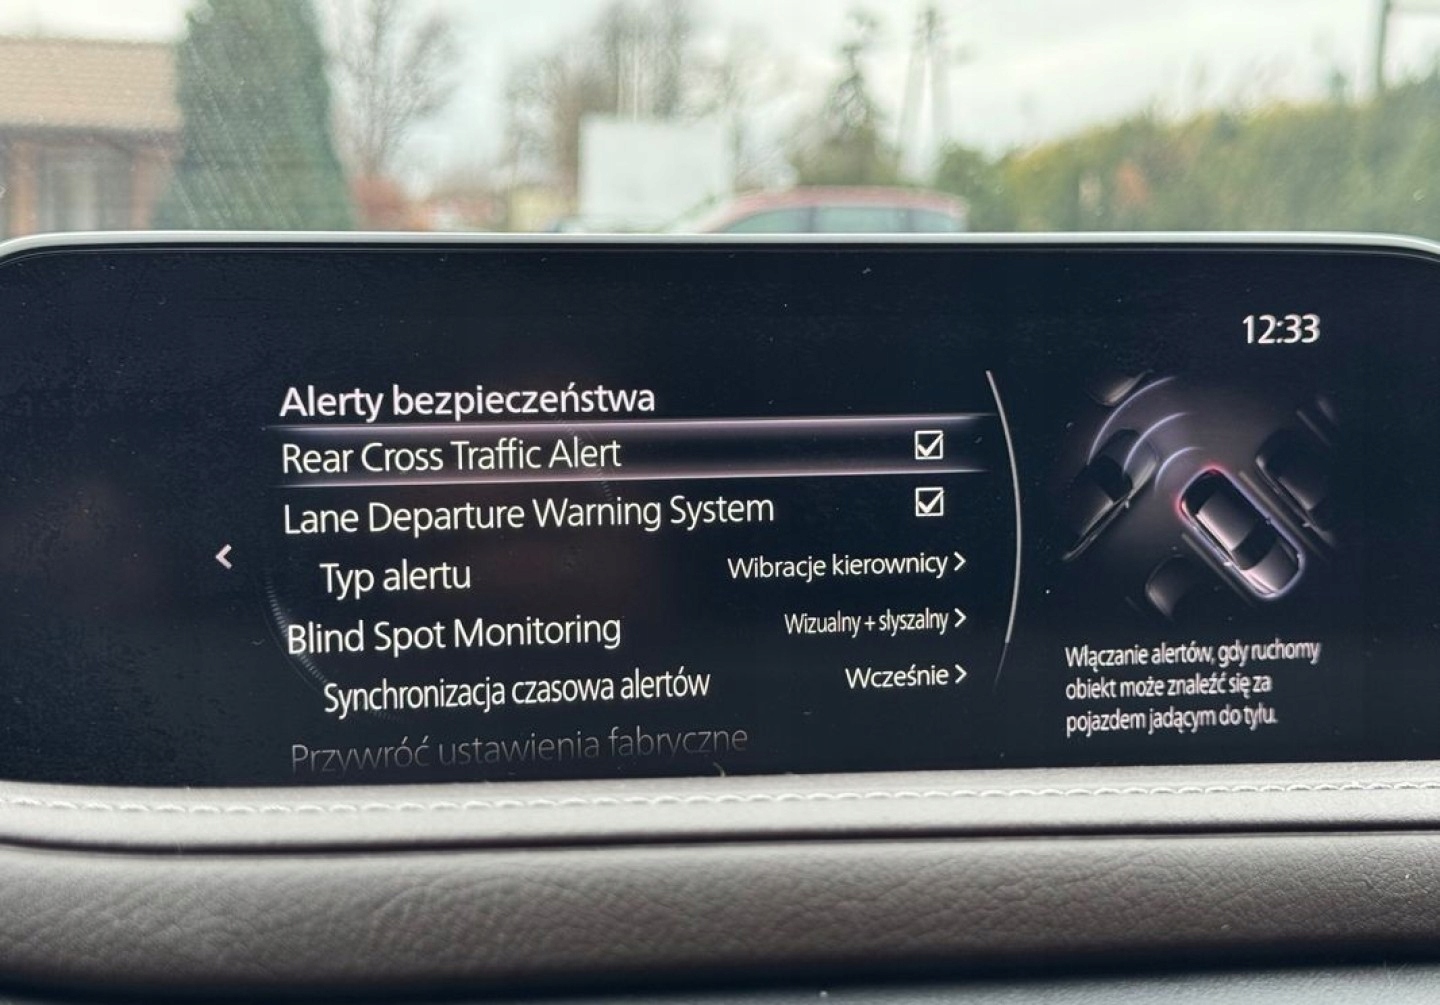 12:33
Alerty bezpieczeństwa
Rear Cross Traffic Alert
Lane Departure Warning System
Typ alertu Wibracje kierownicy >
Blind Spot Monitoring Wizualny + słyszalny >
Synchronizacja czasowa alertów Wcześnie >
Przywróć ustawienia fabryczne
Włączanie alertów, gdy ruchomy
obiekt może znaleźć się za
pojazdem jadącym do tyłu.